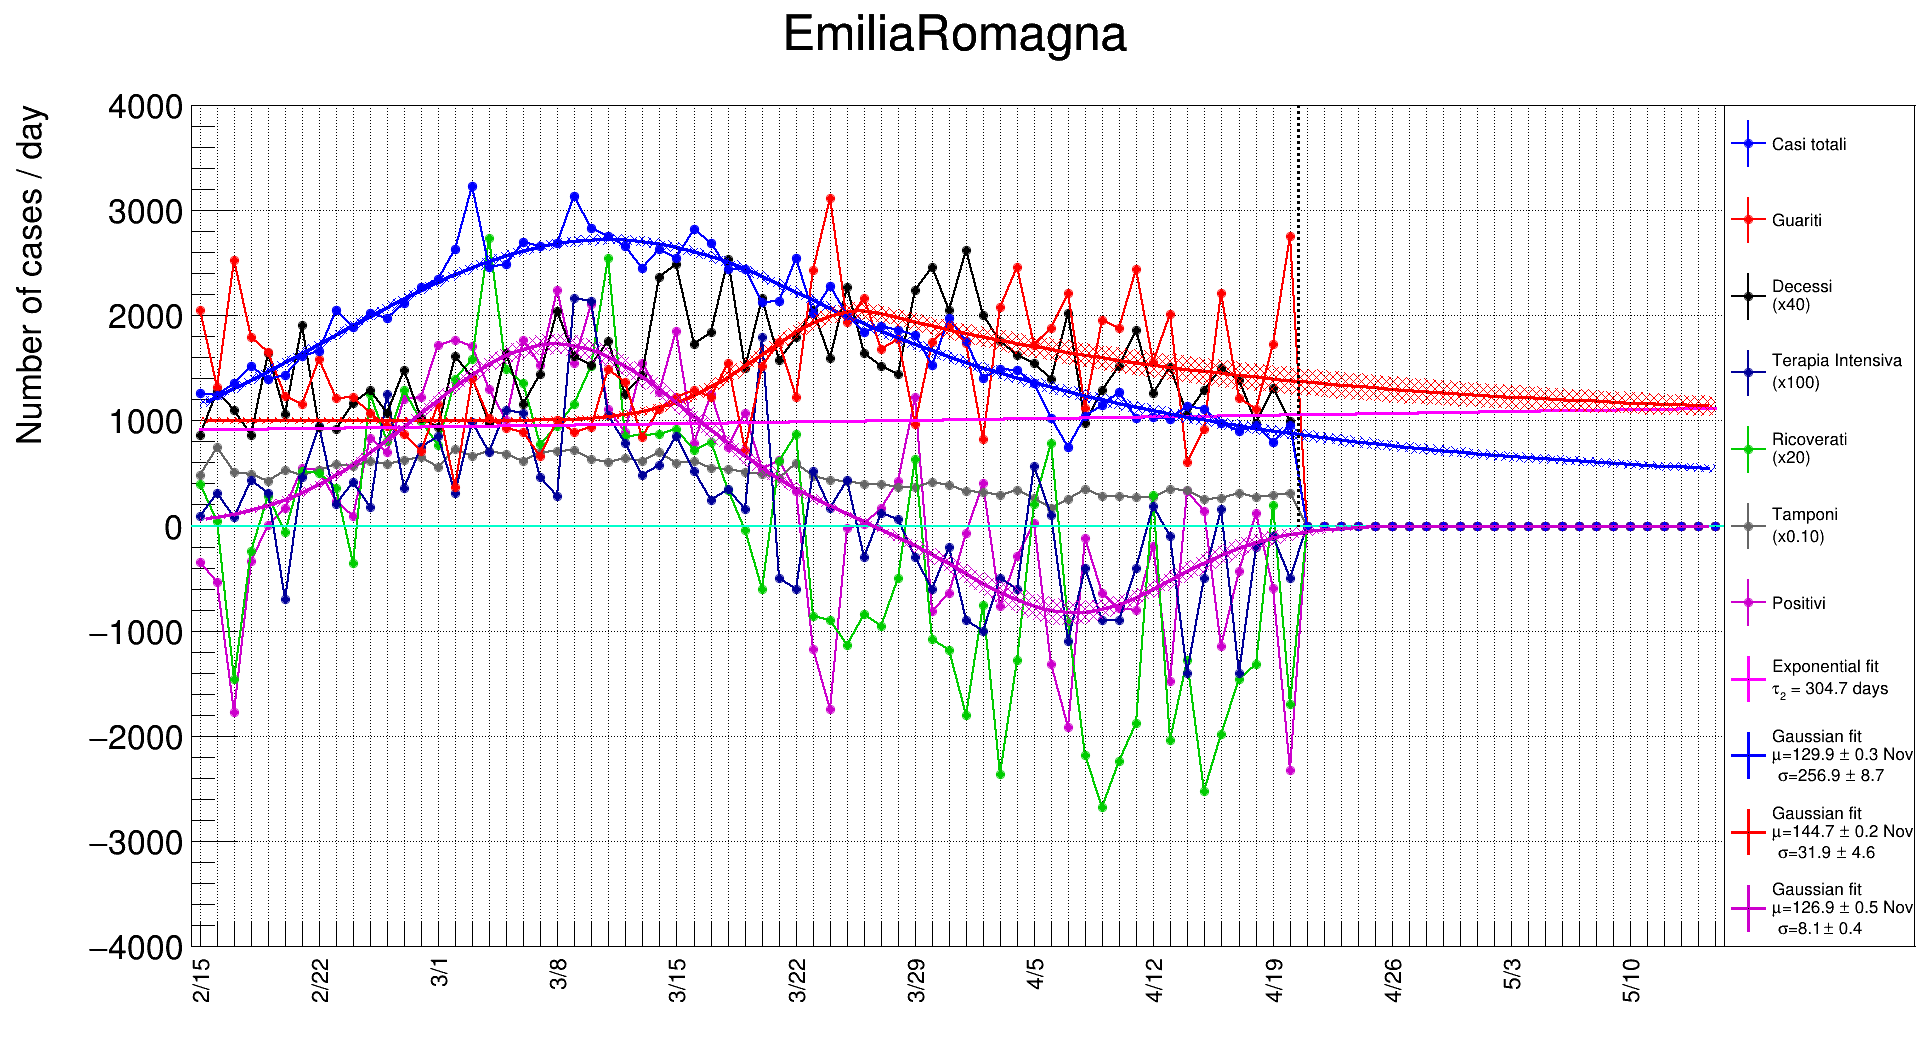 EmiliaRomagna
Number of cases / day
4000
3000
2000
1000
0
−1000
−2000
−3000
−4000
2/15
2/22
3/1
3/8
3/15
3/22
3/29
4/5
4/12
4/19
4/26
5/3
5/10
Casi totali
Guariti
Decessi
(x40)
Terapia Intensiva
(x100)
Ricoverati
(x20)
Tamponi
(x0.10)
Positivi
Exponential fit
τ2 = 304.7 days
Gaussian fit
μ=129.9 ± 0.3 Nov
σ=256.9 ± 8.7
Gaussian fit
μ=144.7 ± 0.2 Nov
σ=31.9 ± 4.6
Gaussian fit
μ=126.9 ± 0.5 Nov
σ=8.1 ± 0.4